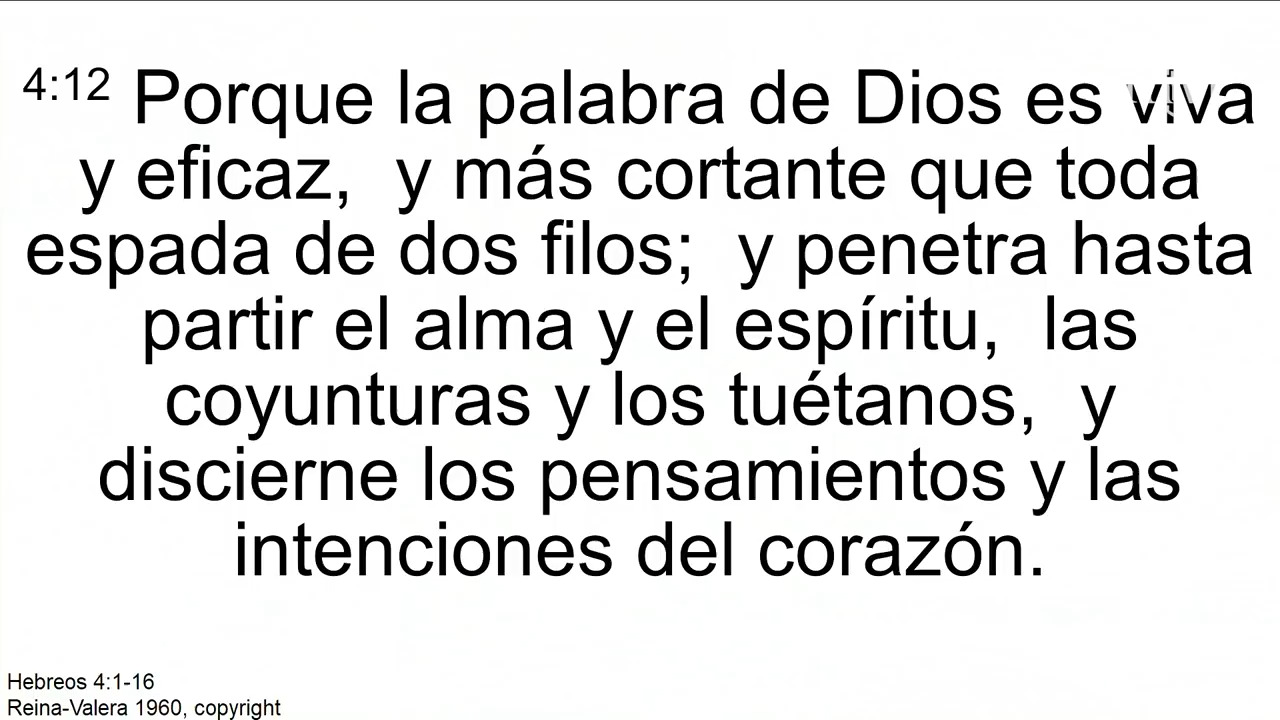 4:12 Porque la palabra de Dios es viva
y eficaz,  y más cortante que toda
espada de dos filos;  y penetra hasta
partir el alma y el espíritu,  las
coyunturas y los tuétanos,  y
discierne los pensamientos y las
intenciones del corazón.
Hebreos 4:1-16
Reina-Valera 1960, copyright